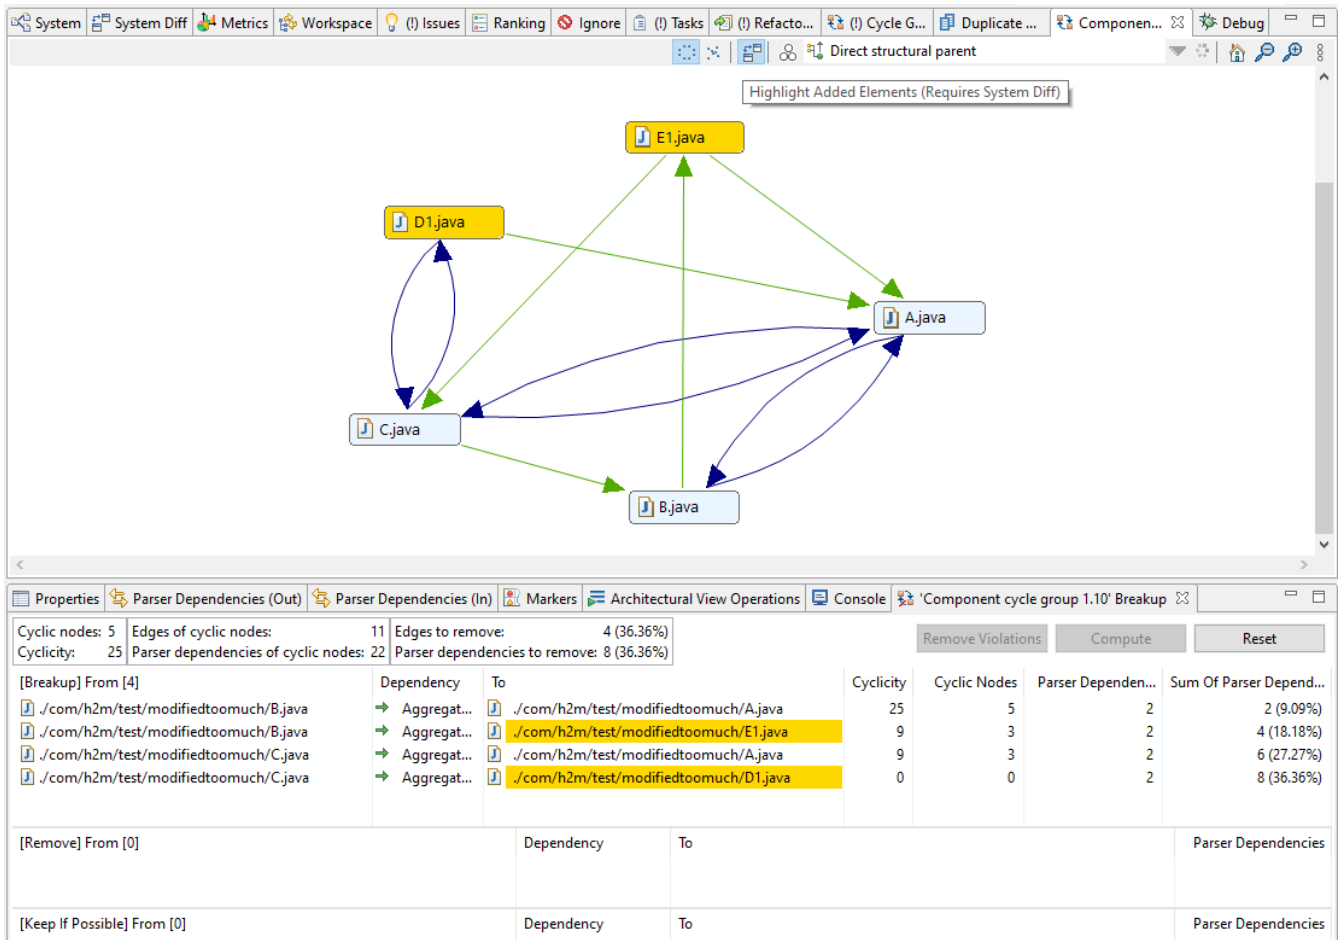 System System Diff Metrics Workspace (!) Issues Ranking Ignore (!) Tasks (!) Refacto... (!) Cycle G... Duplicate ... Componen... Debug
Direct structural parent
Highlight Added Elements (Requires System Diff)
E1.java
D1.java
A.java
C.java
B.java
Properties Parser Dependencies (Out) Parser Dependencies (In) Markers Architectural View Operations Console 'Component cycle group 1.10' Breakup
Cyclic nodes: 5 Edges of cyclic nodes: 11 Edges to remove: 4 (36.36%)
Cyclicity: 25 Parser dependencies of cyclic nodes: 22 Parser dependencies to remove: 8 (36.36%)
Remove Violations Compute Reset
[Breakup] From [4] Dependency To Cyclicity Cyclic Nodes Parser Dependen... Sum Of Parser Depend...
./com/h2m/test/modifiedtoomuch/B.java Aggregat... ./com/h2m/test/modifiedtoomuch/A.java 25 5 2 2 (9.09%)
./com/h2m/test/modifiedtoomuch/B.java Aggregat... ./com/h2m/test/modifiedtoomuch/E1.java 9 3 2 4 (18.18%)
./com/h2m/test/modifiedtoomuch/C.java Aggregat... ./com/h2m/test/modifiedtoomuch/A.java 9 3 2 6 (27.27%)
./com/h2m/test/modifiedtoomuch/C.java Aggregat... ./com/h2m/test/modifiedtoomuch/D1.java 0 0 2 8 (36.36%)
[Remove] From [0] Dependency To Parser Dependencies
[Keep If Possible] From [0] Dependency To Parser Dependencies